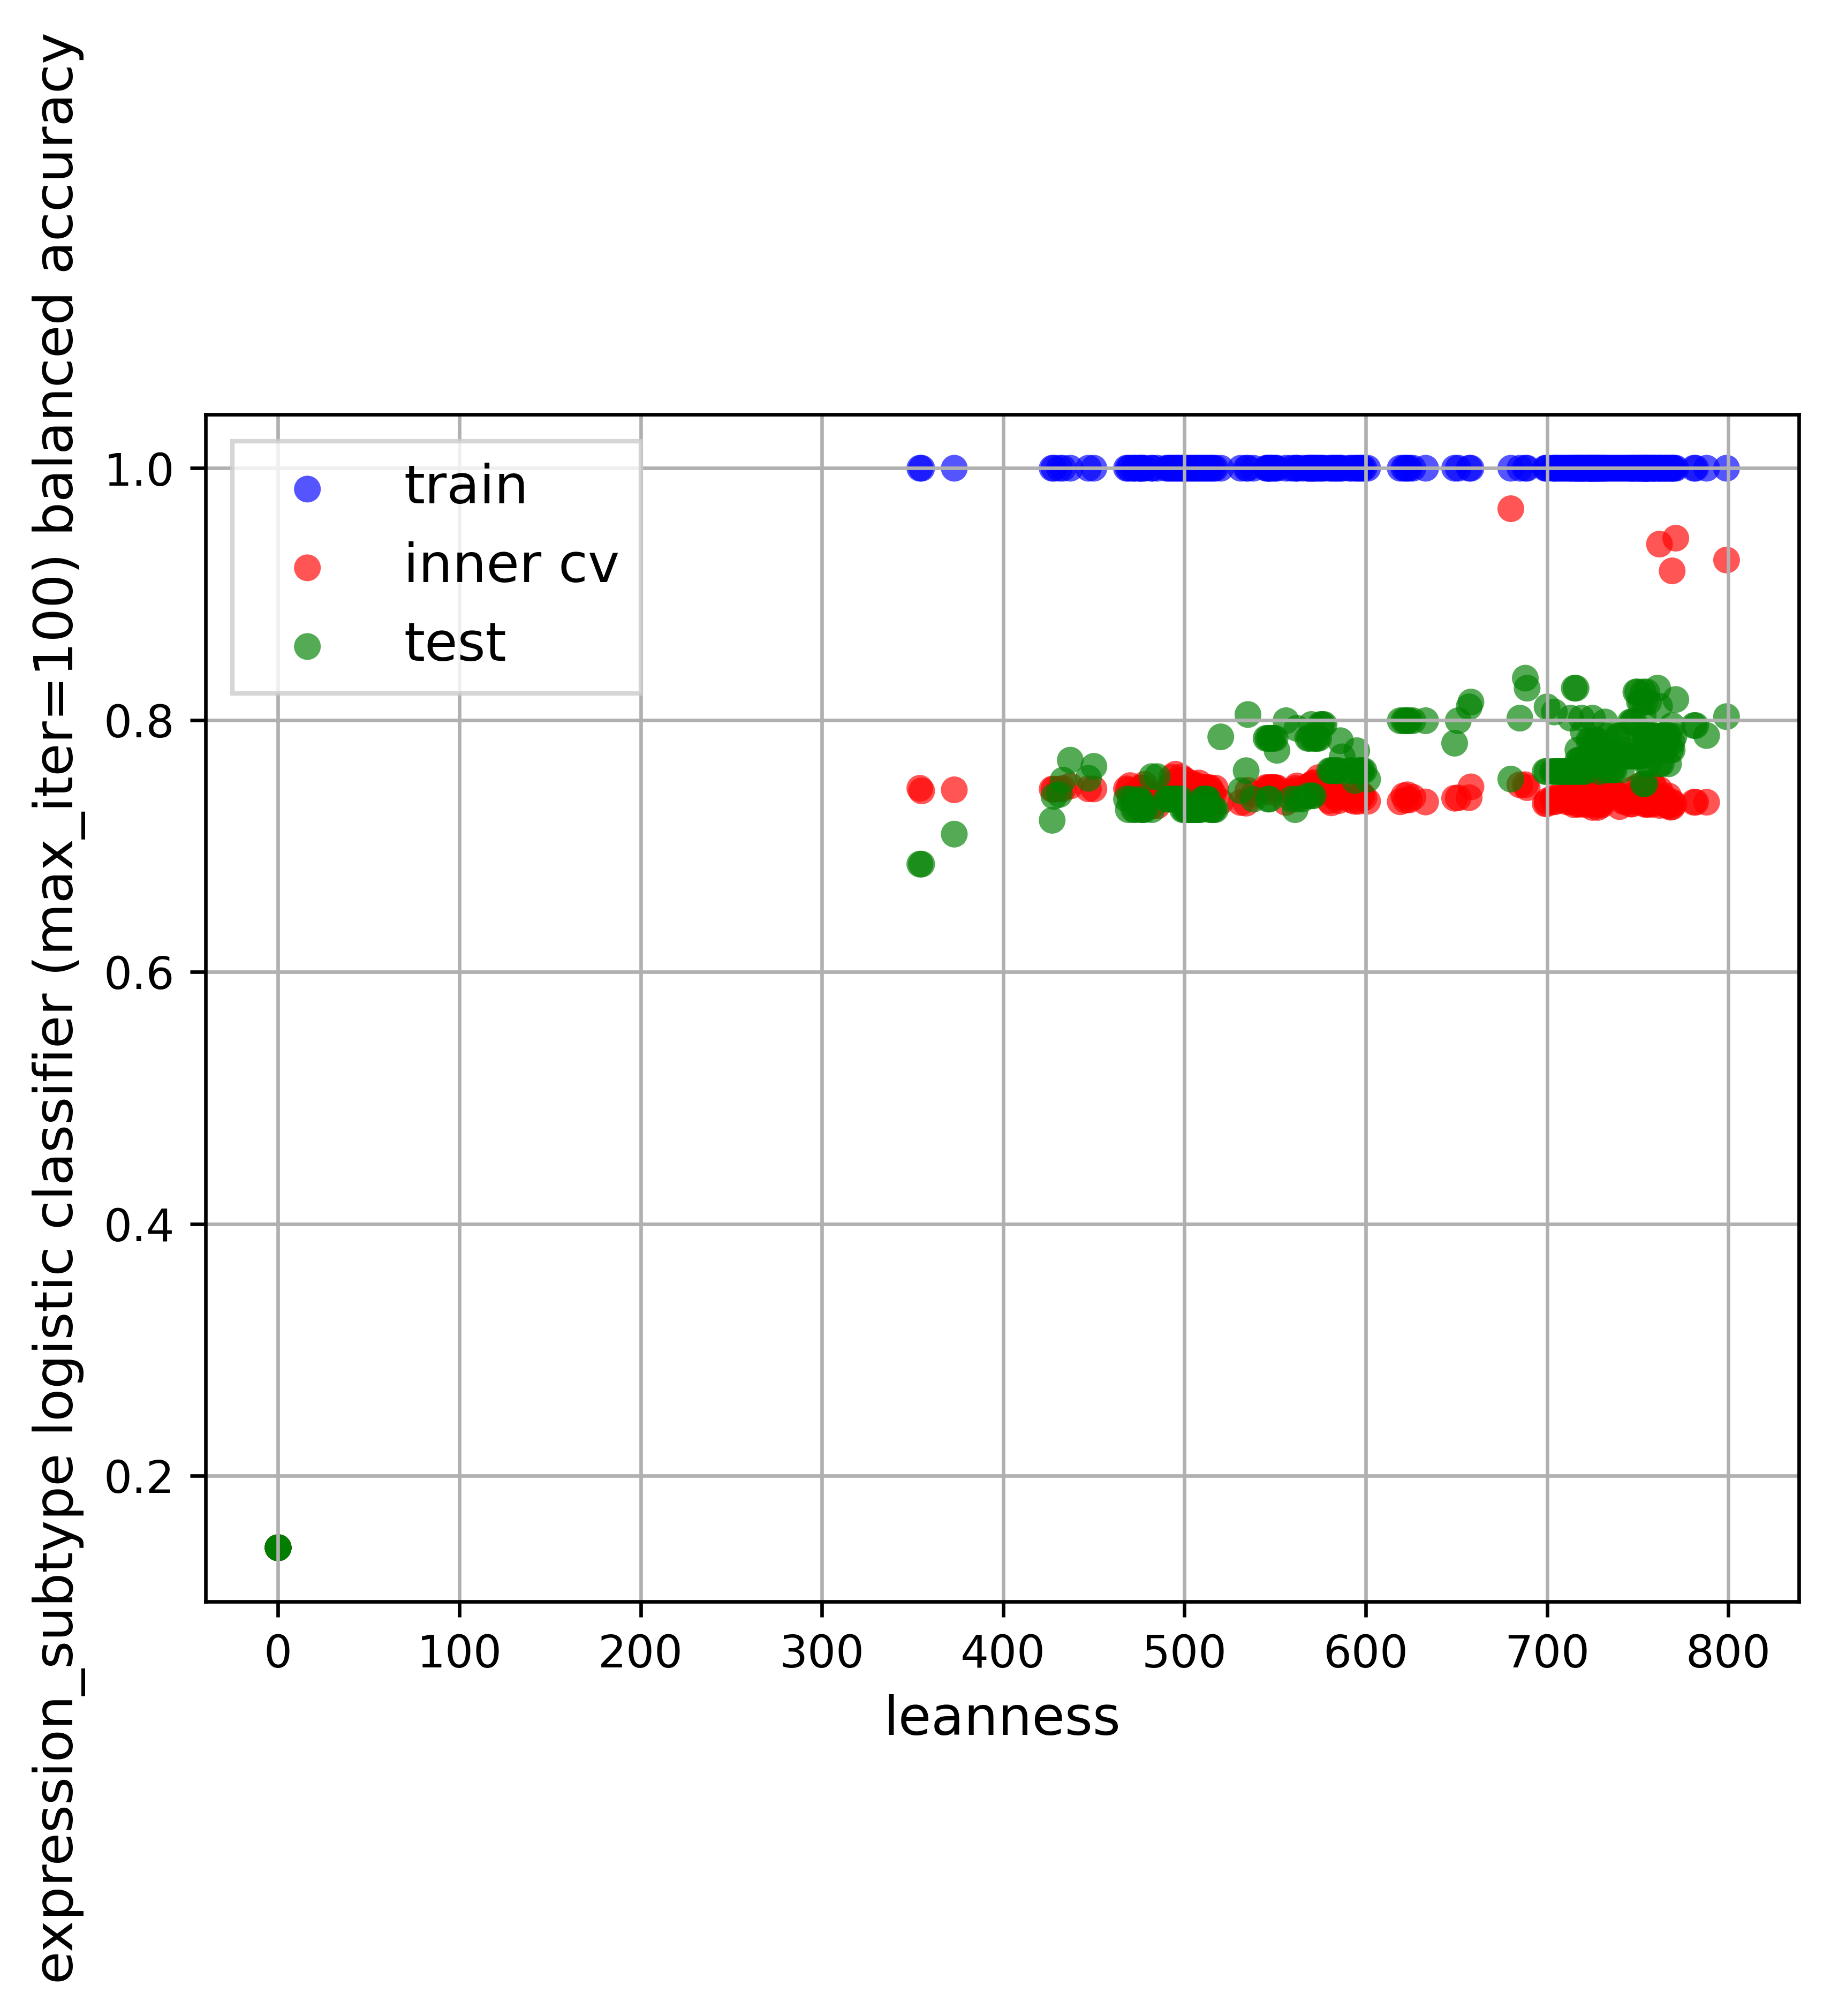 expression_subtype logistic classifier (max_iter=100) balanced accuracy
train
inner cv
test
1.0
0.8
0.6
0.4
0.2
0 100 200 300 400 500 600 700 800
leanness